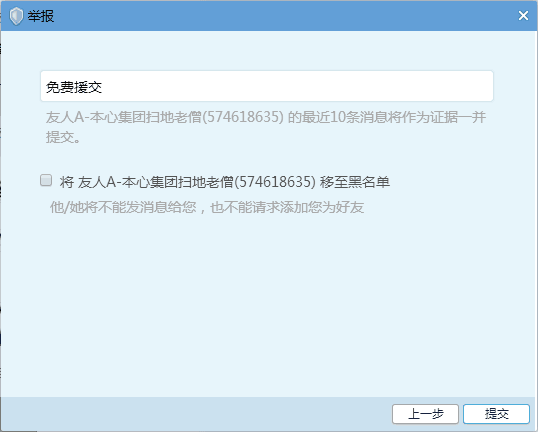 举报
免费援交
友人A-本心集团扫地老僧(574618635) 的最近10条消息将作为证据一并
提交。
将 友人A-本心集团扫地老僧(574618635) 移至黑名单
他/她将不能发消息给您，也不能请求添加您为好友
上一步
提交